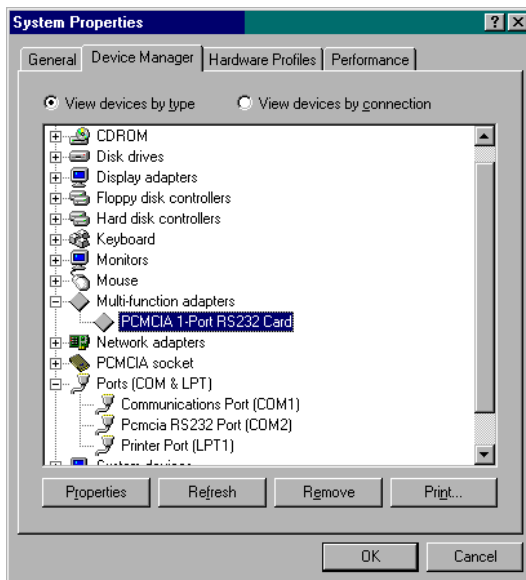 System Properties
General Device Manager Hardware Profiles Performance
View devices by type View devices by connection
CDROM
Disk drives
Display adapters
Floppy disk controllers
Hard disk controllers
Keyboard
Monitors
Mouse
Multi-function adapters
PCMCIA 1-Port RS232 Card
Network adapters
PCMCIA socket
Ports (COM & LPT)
Communications Port (COM1)
Pcmcia RS232 Port (COM2)
Printer Port (LPT1)
System devices
Properties Refresh Remove Print...
OK Cancel